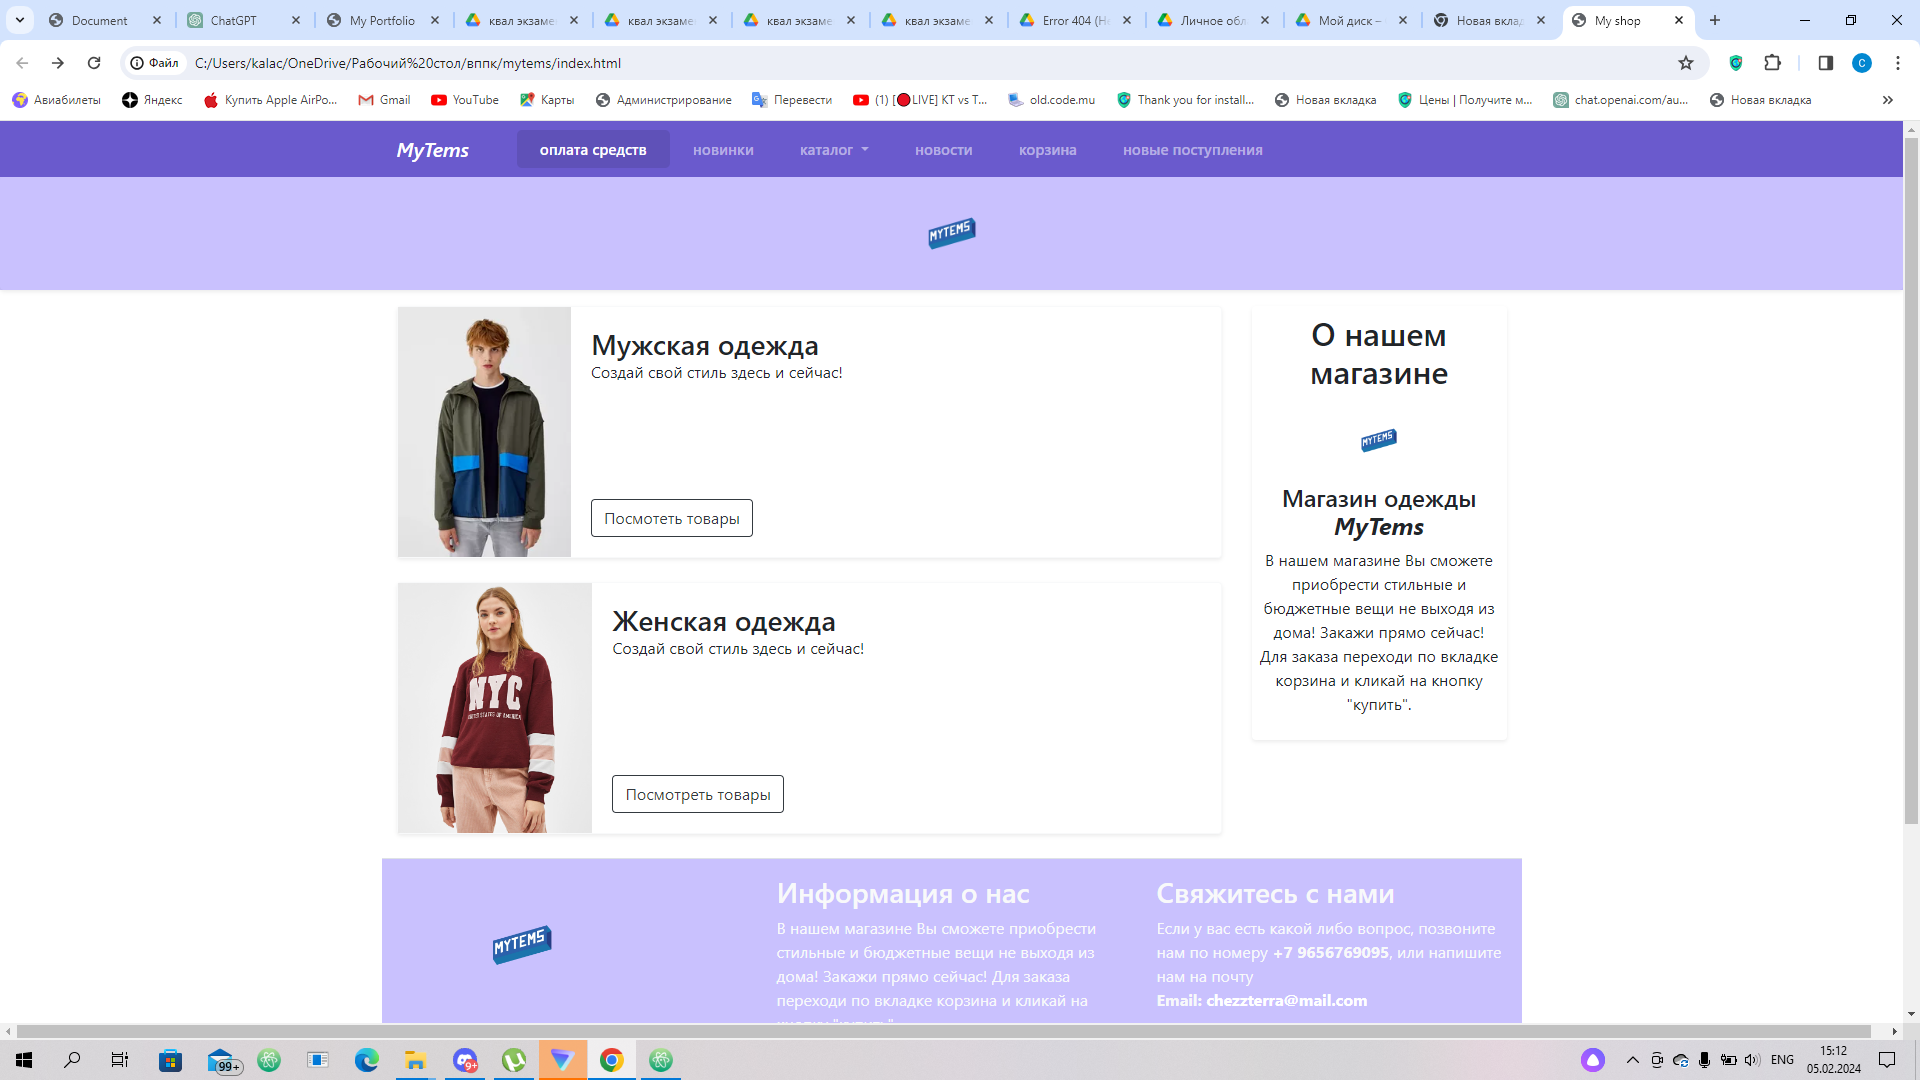 Document
ChatGPT
My Portfolio
квал экзаме
квал экзаме
квал экзаме
квал экзаме
Error 404 (Не
Личное обл
Мой диск –
Новая вклад
My shop
Файл
C:/Users/kalac/OneDrive/Рабочий%20стол/вппк/mytems/index.html
C
Авиабилеты
Яндекс
Купить Apple AirPo...
Gmail
YouTube
Карты
Администрирование
Перевести
(1) [🔴LIVE] KT vs T...
old.code.mu
Thank you for install...
Новая вкладка
Цены | Получите м...
chat.openai.com/au...
Новая вкладка
MyTems
оплата средств
новинки
каталог
новости
корзина
новые поступления
MYTEMS
Мужская одежда
Создай свой стиль здесь и сейчас!
Посмотеть товары
NYC
UNITED STATES OF AMERICA
Женская одежда
Создай свой стиль здесь и сейчас!
Посмотреть товары
О нашем
магазине
MYTEMS
Магазин одежды
MyTems
В нашем магазине Вы сможете
приобрести стильные и
бюджетные вещи не выходя из
дома! Закажи прямо сейчас!
Для заказа переходи по вкладке
корзина и кликай на кнопку
"купить".
MYTEMS
Информация о нас
В нашем магазине Вы сможете приобрести
стильные и бюджетные вещи не выходя из
дома! Закажи прямо сейчас! Для заказа
переходи по вкладке корзина и кликай на
Свяжитесь с нами
Если у вас есть какой либо вопрос, позвоните
нам по номеру +7 9656769095, или напишите
нам на почту
Email: chezzterra@mail.com
99+
9+
ENG
15:12
05.02.2024